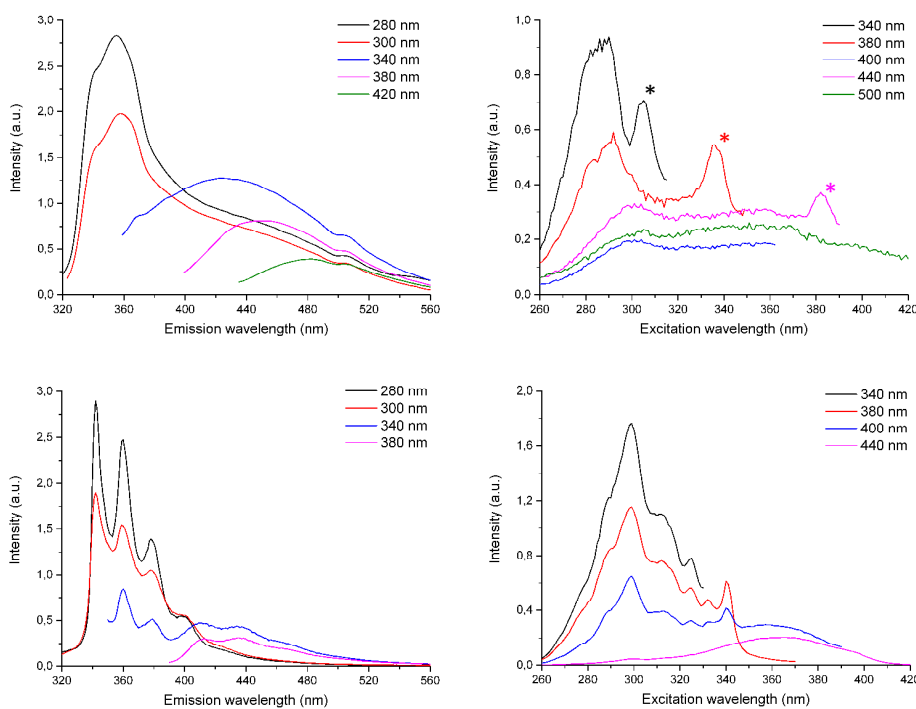 3,0
2,5
2,0
1,5
1,0
0,5
0,0
Intensity (a.u.)
320 360 400 440 480 520 560
Emission wavelength (nm)
280 nm
300 nm
340 nm
380 nm
420 nm
1,0
0,8
0,6
0,4
0,2
0,0
Intensity (a.u.)
260 280 300 320 340 360 380 400 420
Excitation wavelength (nm)
340 nm
380 nm
400 nm
440 nm
500 nm
*
*
*
3,0
2,5
2,0
1,5
1,0
0,5
0,0
Intensity (a.u.)
320 360 400 440 480 520 560
Emission wavelength (nm)
280 nm
300 nm
340 nm
380 nm
2,0
1,6
1,2
0,8
0,4
0,0
Intensity (a.u.)
260 280 300 320 340 360 380 400 420
Excitation wavelength (nm)
340 nm
380 nm
400 nm
440 nm